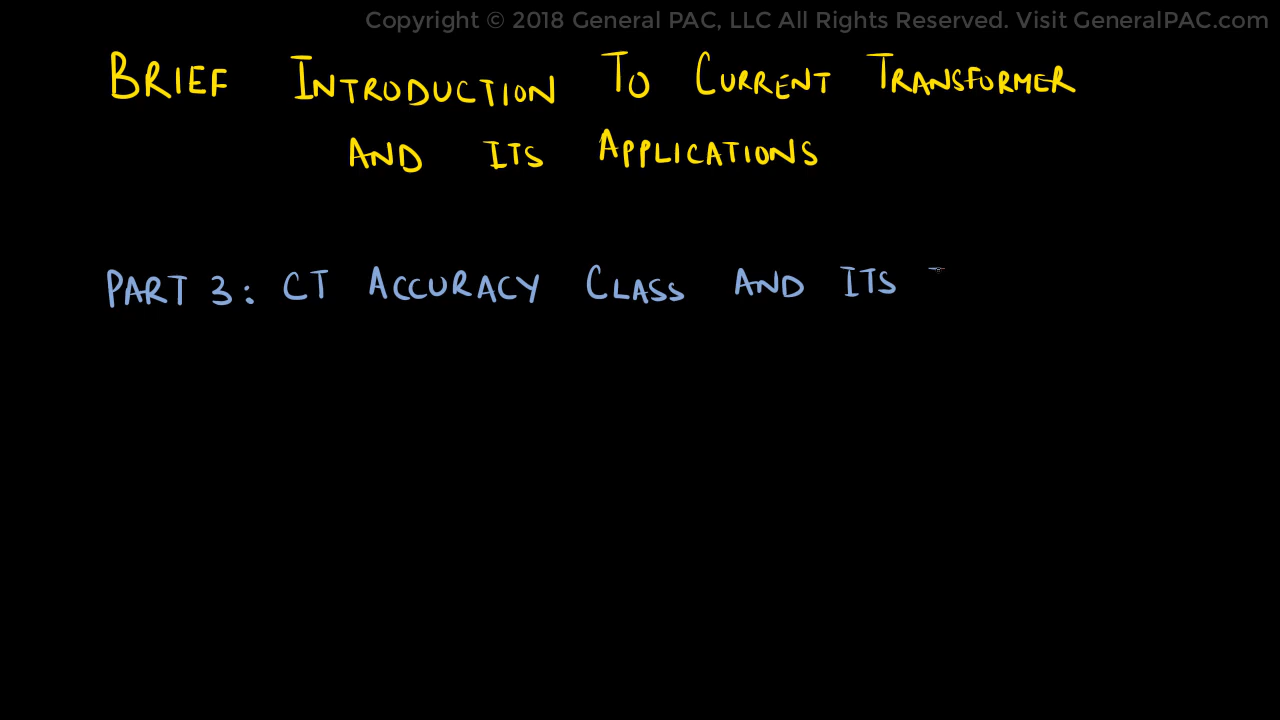 Copyright © 2018 General PAC, LLC All Rights Reserved. Visit GeneralPAC.com
BRIEF INTRODUCTION TO CURRENT TRANSFORMER
AND ITS APPLICATIONS
PART 3: CT ACCURACY CLASS AND ITS